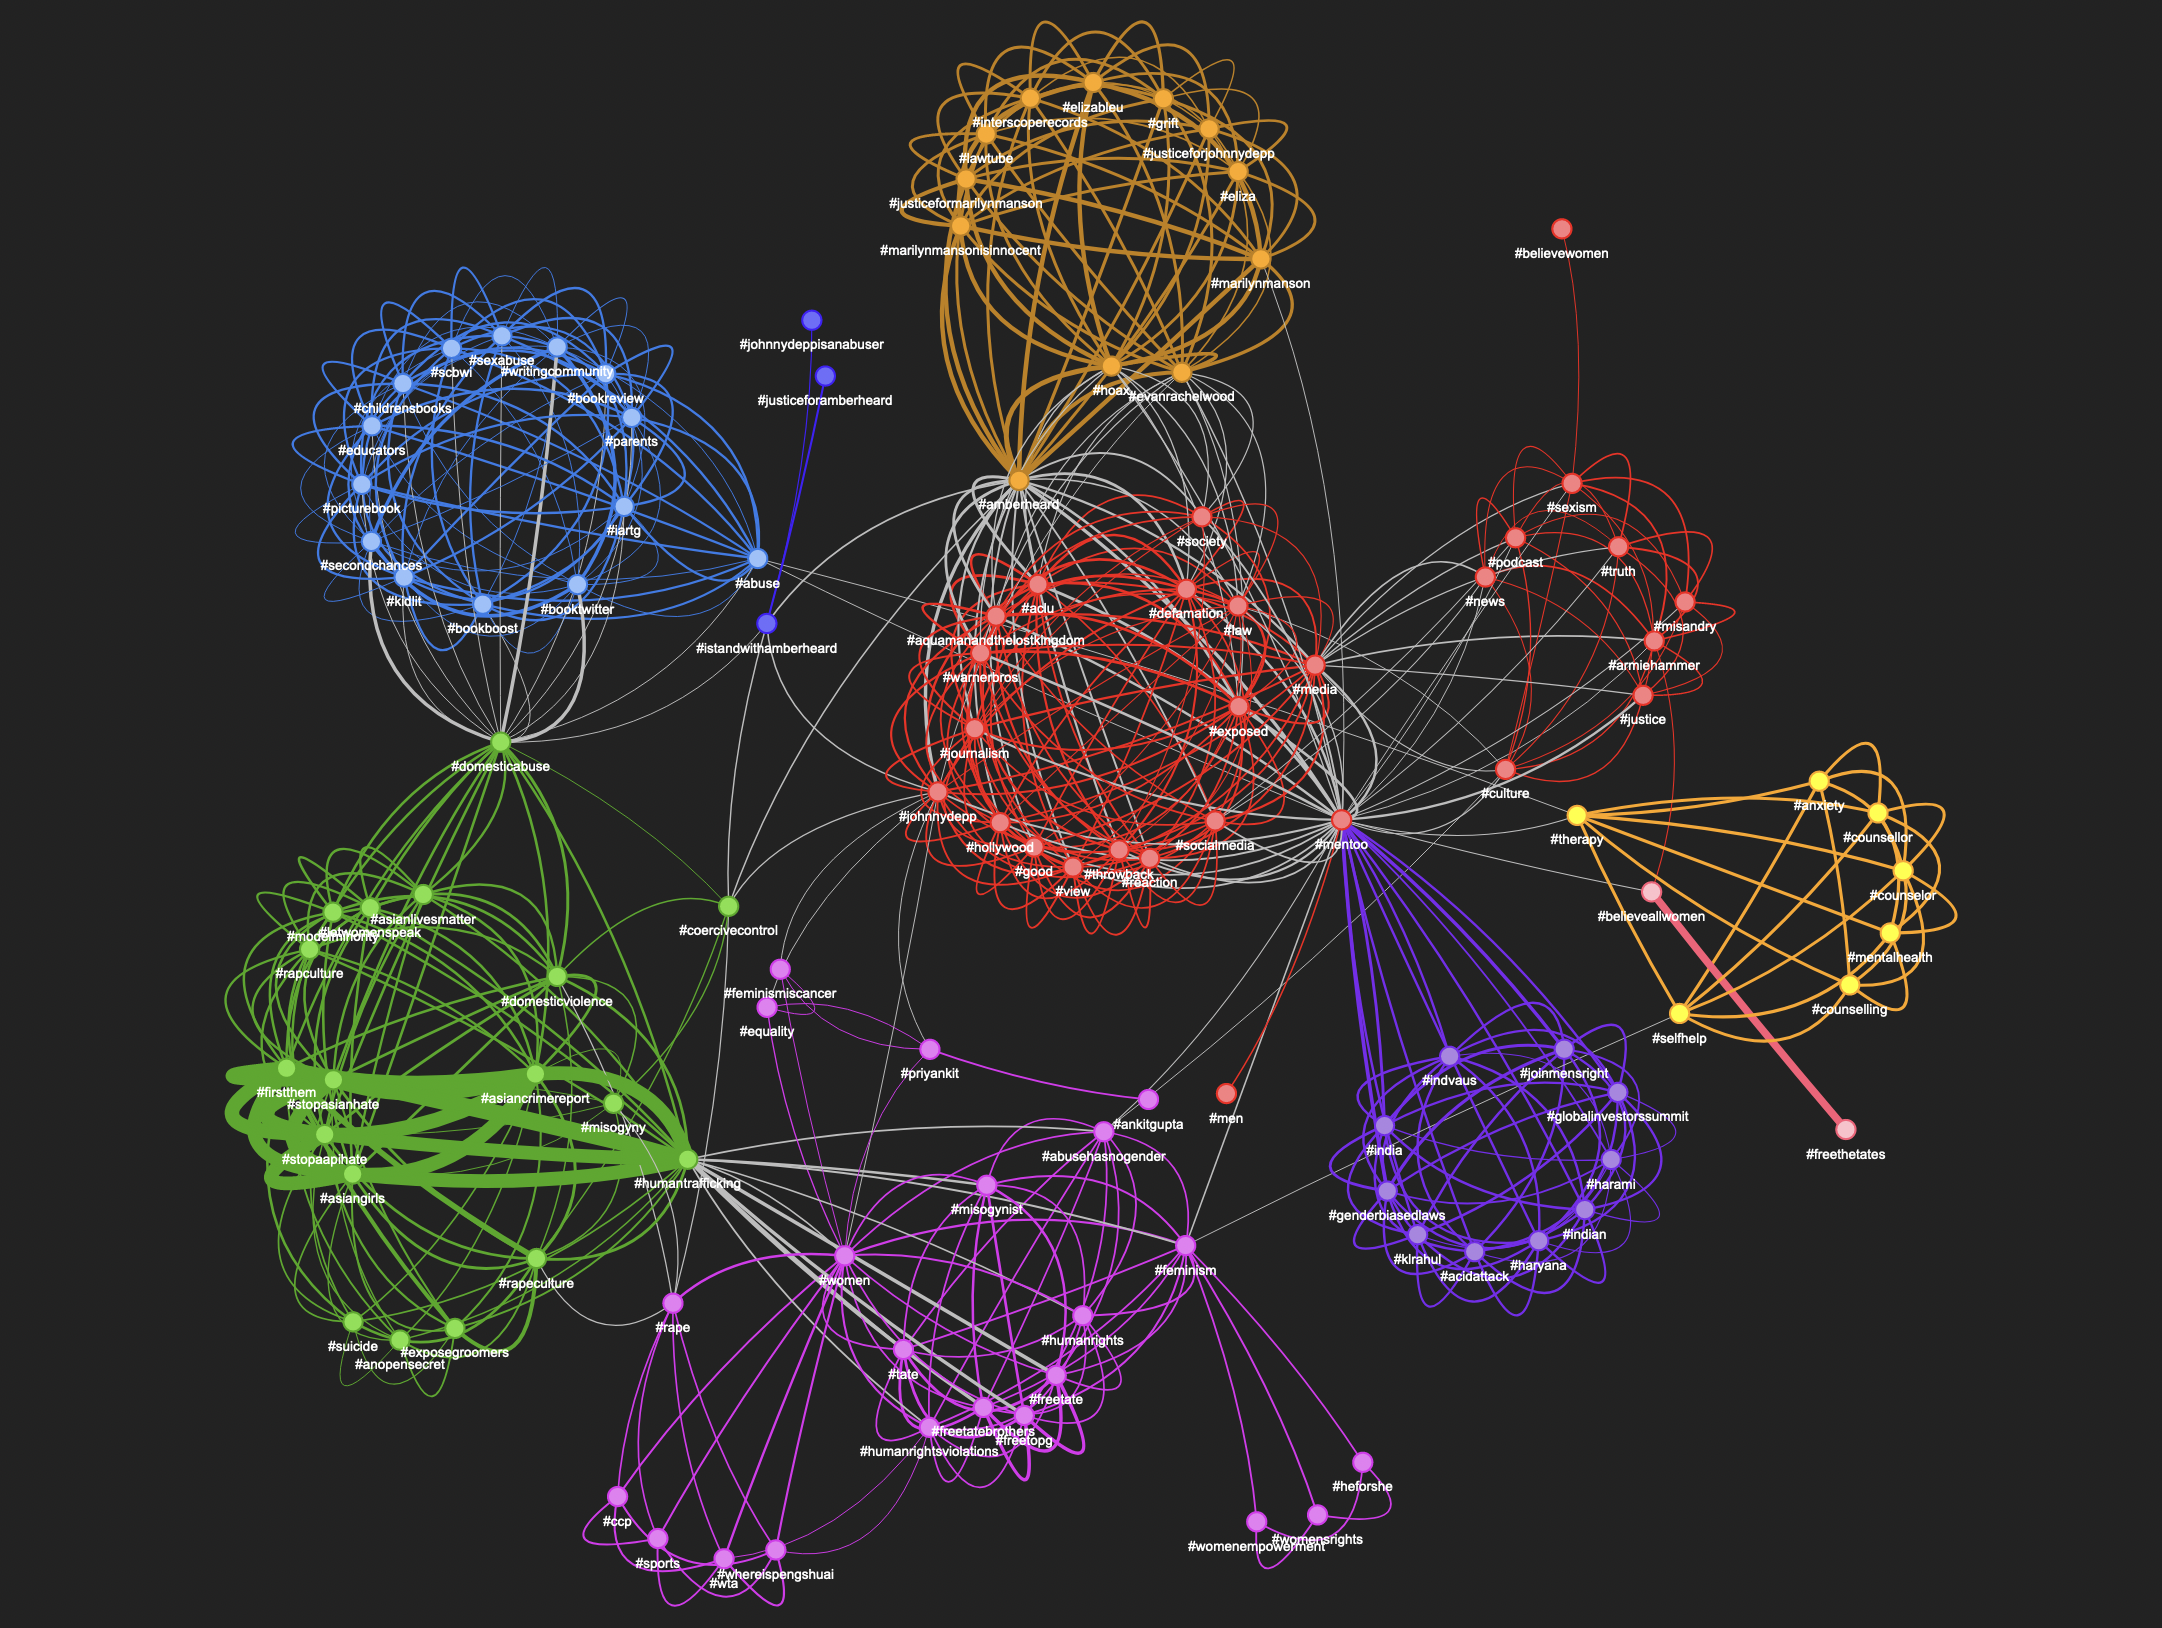 #elizableu
#interscoperecords
#grift
#justiceforjohnnydepp
#lawtube
#eliza
#justiceformarilynmanson
#marilynmansonisinnocent
#marilynmanson
#believewomen
#johnnydeppisanabuser
#justiceforamberheard
#hoax
#evanrachelwood
#sexabuse
#scbwi
#writingcommunity
#bookreview
#childrensbooks
#parents
#educators
#picturebook
#iartg
#secondchances
#abuse
#kidlit
#booktwitter
#bookboost
#istandwithamberheard
#amberheard
#society
#aclu
#defamation
#law
#aquamanandthelostkingdom
#warnerbros
#media
#exposed
#journalism
#johnnydepp
#hollywood
#good
#view
#throwback
#reaction
#socialmedia
#mentoo
#sexism
#podcast
#truth
#news
#misandry
#armiehammer
#justice
#culture
#therapy
#anxiety
#counsellor
#counselor
#mentalhealth
#counselling
#selfhelp
#believeallwomen
#freethetates
#domesticabuse
#asianlivesmatter
#modelminority
#letwomenspeak
#rapculture
#coercivecontrol
#domesticviolence
#firstthem
#stopasianhate
#asiancrimereport
#misogyny
#stopaapihate
#asiangirls
#humantrafficking
#rapeculture
#suicide
#exposegroomers
#anopensecret
#feminismiscancer
#equality
#priyankit
#ankitgupta
#men
#abusehasnogender
#misogynist
#women
#feminism
#rape
#humanrights
#tate
#freetate
#freetatebrothers
#freetopg
#humanrightsviolations
#ccp
#sports
#wta
#whereispengshuai
#heforshe
#womensrights
#womenempowerment
#indvaus
#joinmensright
#globalinvestorssummit
#india
#harami
#genderbiasedlaws
#indian
#klrahul
#haryana
#acidattack